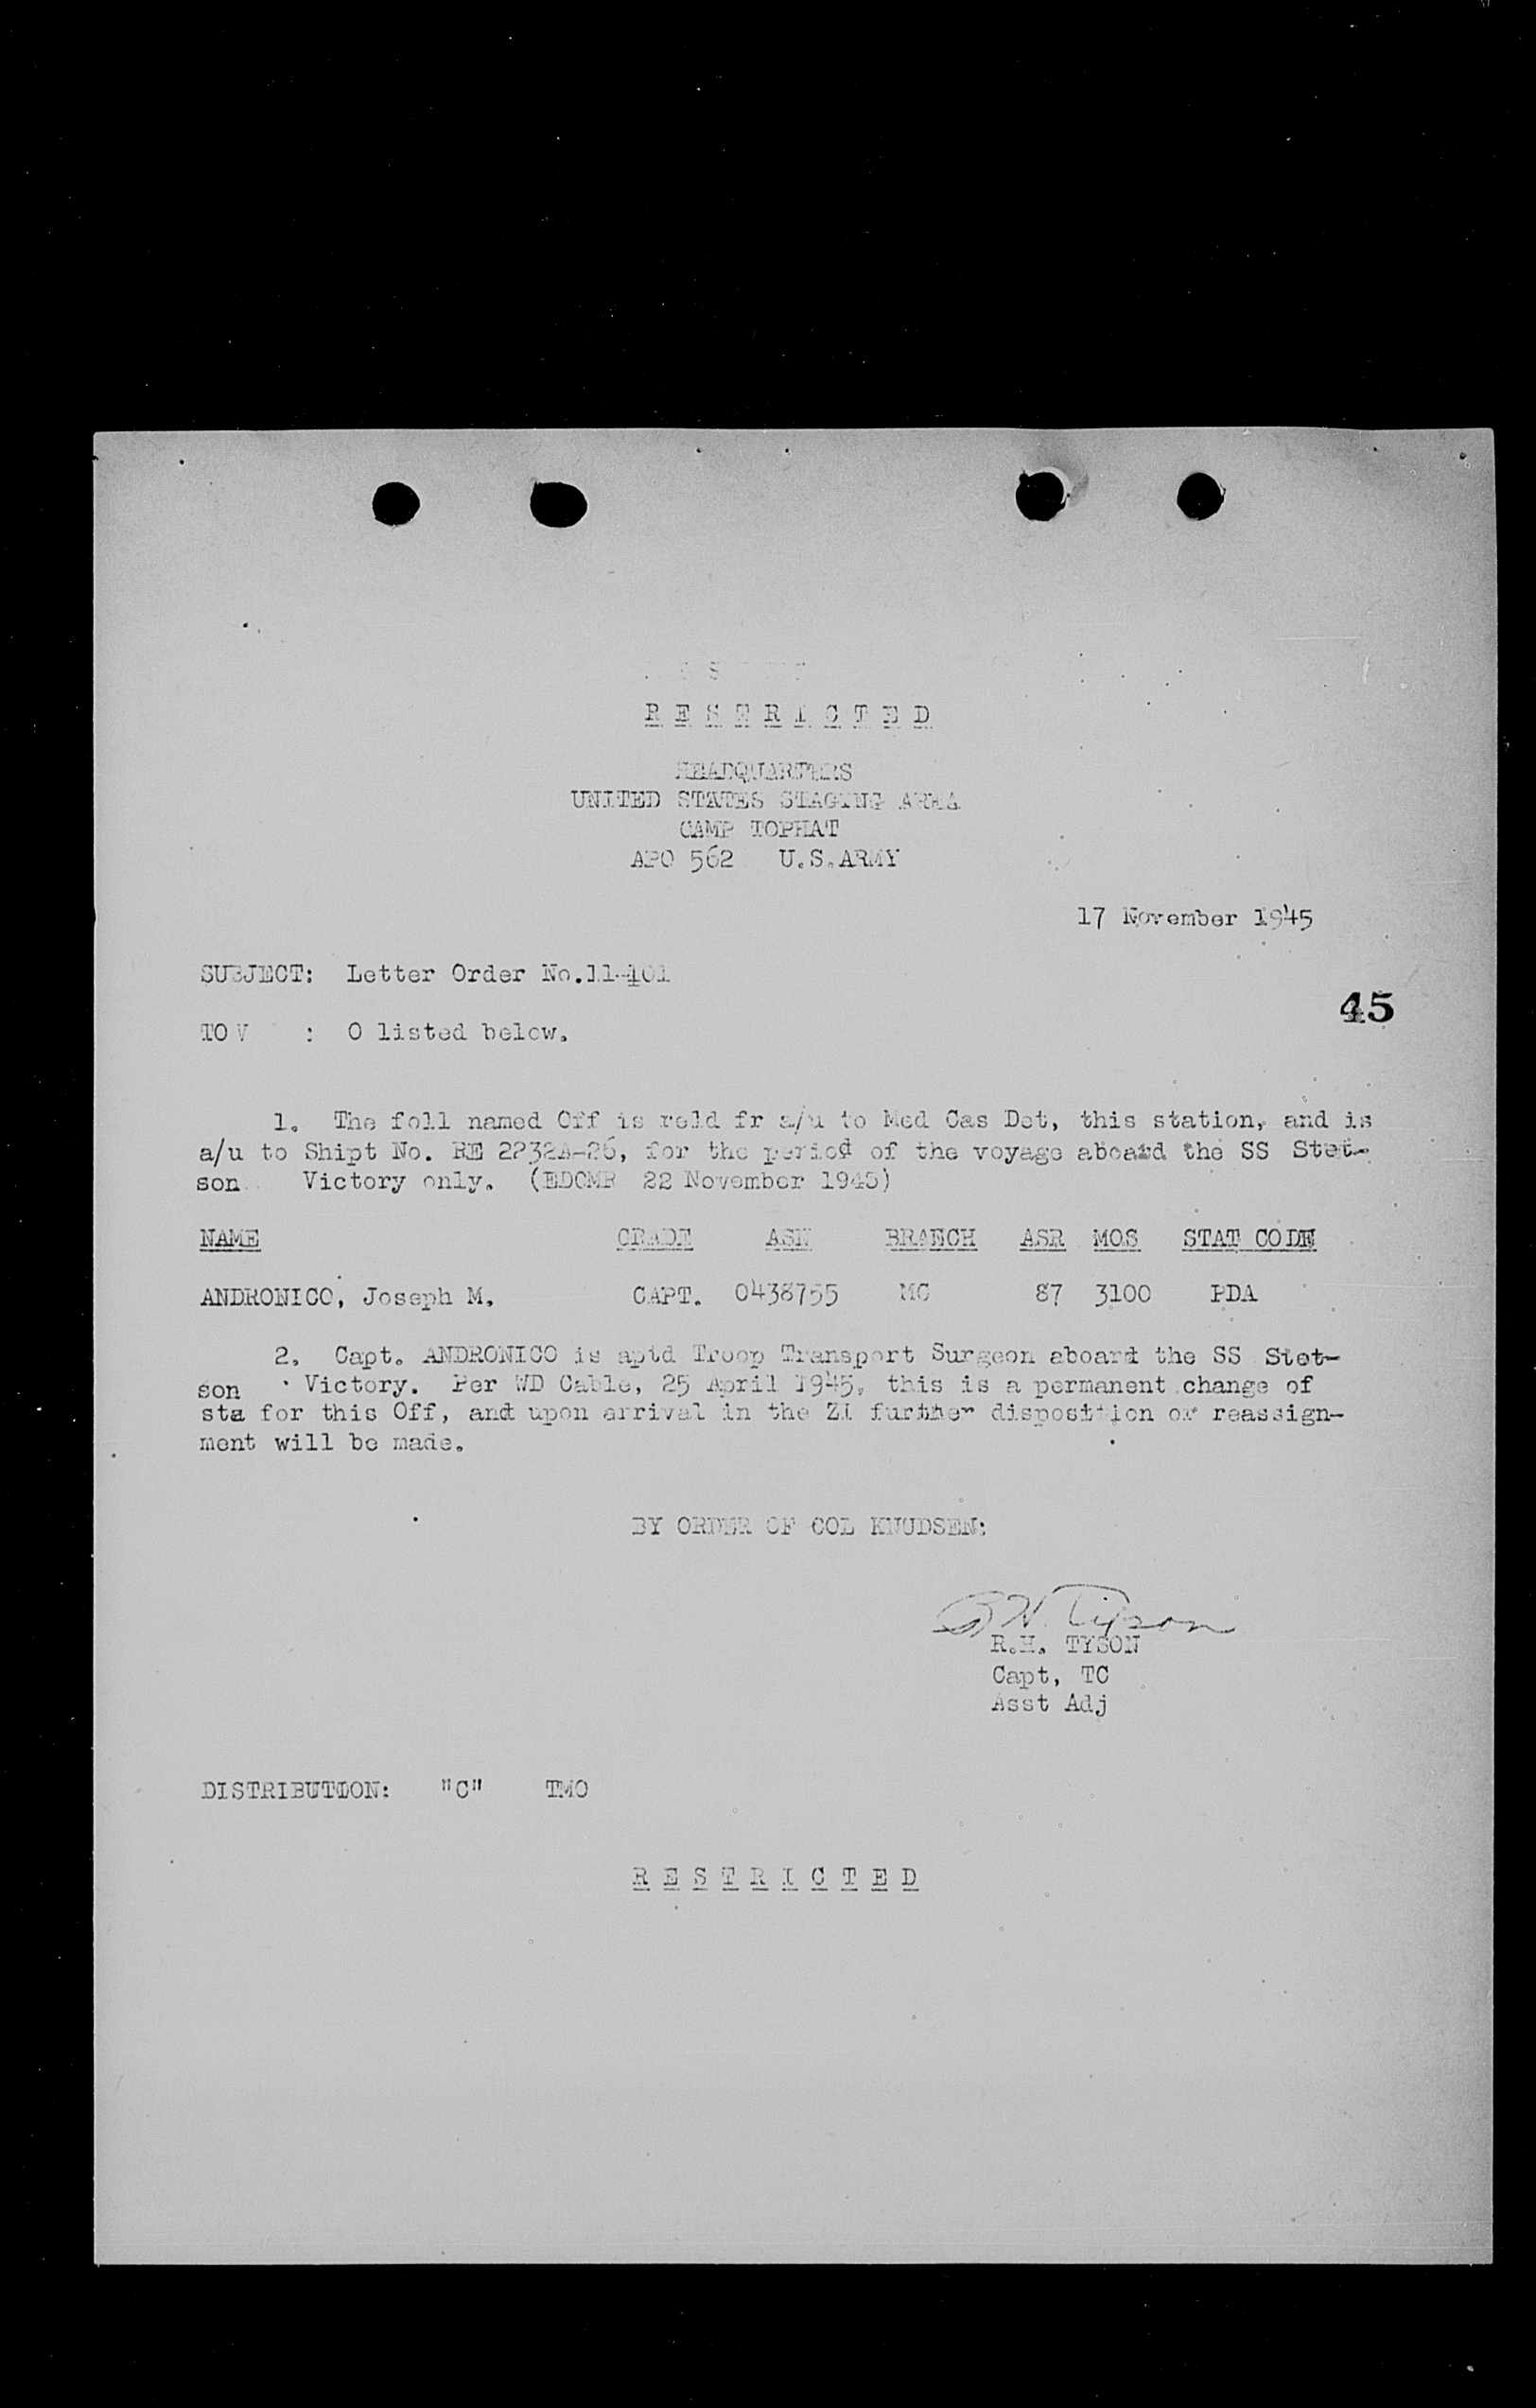 R E S T R I C T E D
HEADQUARTERS
UNITED STATES STAGING AREA
CAMP TOPHAT
APO 562 U.S.ARMY
17 November 1945
SUBJECT: Letter Order No.11-401
45
TO : O listed below.
1. The foll named Off is reld fr a/u to Med Cas Det, this station, and is
a/u to Shipt No. RE 2232A-26, for the period of the voyage aboard the SS Stet-
son Victory only. (EDCMR 22 November 1945)
NAME GRADE ASN BRANCH ASR MOS STAT CODE
ANDRONICO, Joseph M. CAPT. 0438755 MC 87 3100 PDA
2. Capt. ANDRONICO is aptd Troop Transport Surgeon aboard the SS Stet-
son Victory. Per WD Cable, 25 April 1945, this is a permanent change of
sta for this Off, and upon arrival in the ZI further disposition or reassign-
ment will be made.
BY ORDER OF COL KNUDSEN:
R H Tyson
R.H. TYSON
Capt, TC
Asst Adj
DISTRIBUTION: "C" TMO
R E S T R I C T E D